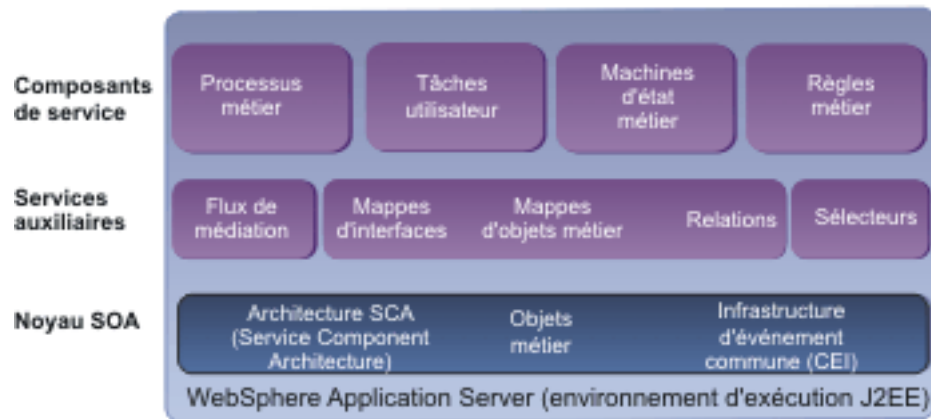 Composants
de service
Processus
métier
Tâches
utilisateur
Machines
d'état
métier
Règles
métier
Services
auxiliaires
Flux de
médiation
Mappes
d'interfaces
Mappes
d'objets métier
Relations
Sélecteurs
Noyau SOA
Architecture SCA
(Service Component
Architecture)
Objets
métier
Infrastructure
d'événement
commune (CEI)
WebSphere Application Server (environnement d'exécution J2EE)